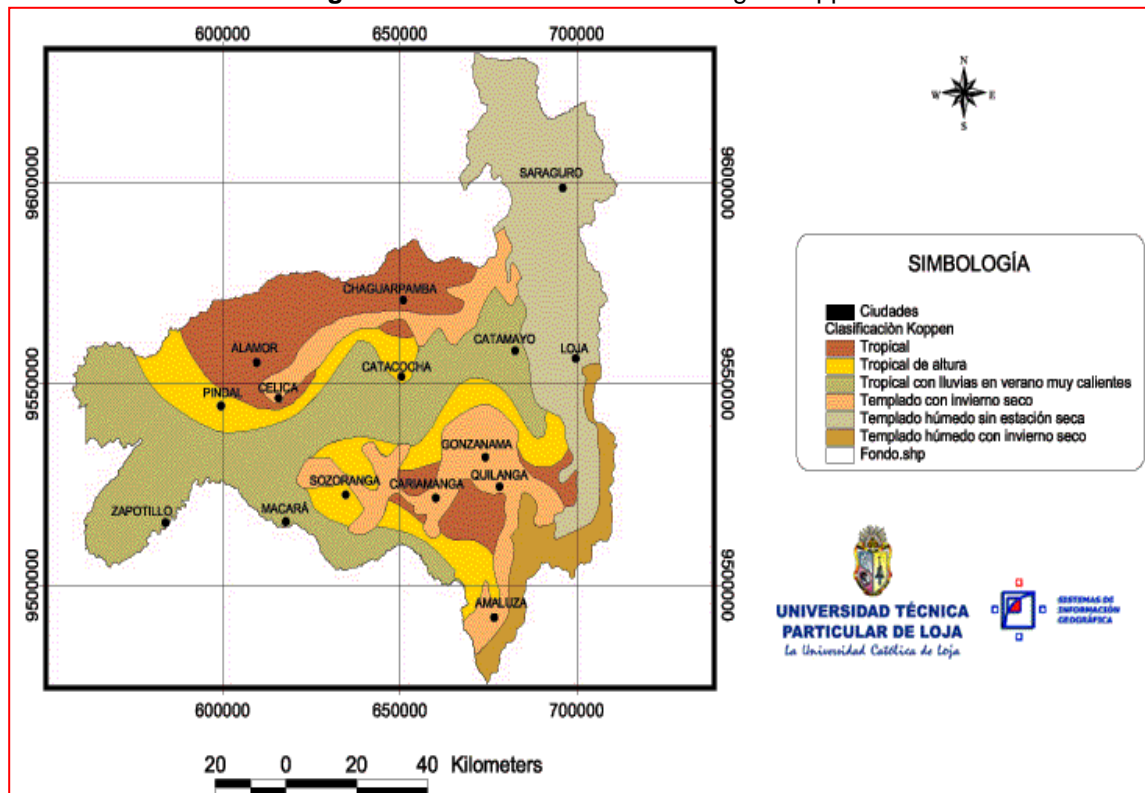 600000 650000 700000
N
W E
S
9600000
9600000
SARAGURO
SIMBOLOGÍA
CHAGUARPAMBA
Ciudades
Clasificaciòn Koppen
Tropical
Tropical de altura
Tropical con lluvias en verano muy calientes
Templado con invierno seco
Templado húmedo sin estación seca
Templado húmedo con invierno seco
Fondo.shp
ALAMOR
CATAMAYO
LOJA
CATACOCHA
9550000
9550000
PINDAL
CELICA
GONZANAMA
QUILANGA
SOZORANGA
CARIAMANGA
ZAPOTILLO
MACARÁ
9500000
9500000
AMALUZA
UNIVERSIDAD TÉCNICA
PARTICULAR DE LOJA
La Universidad Católica de Loja
SISTEMAS DE
INFORMACIÓN
GEOGRÁFICA
600000 650000 700000
20 0 20 40 Kilometers